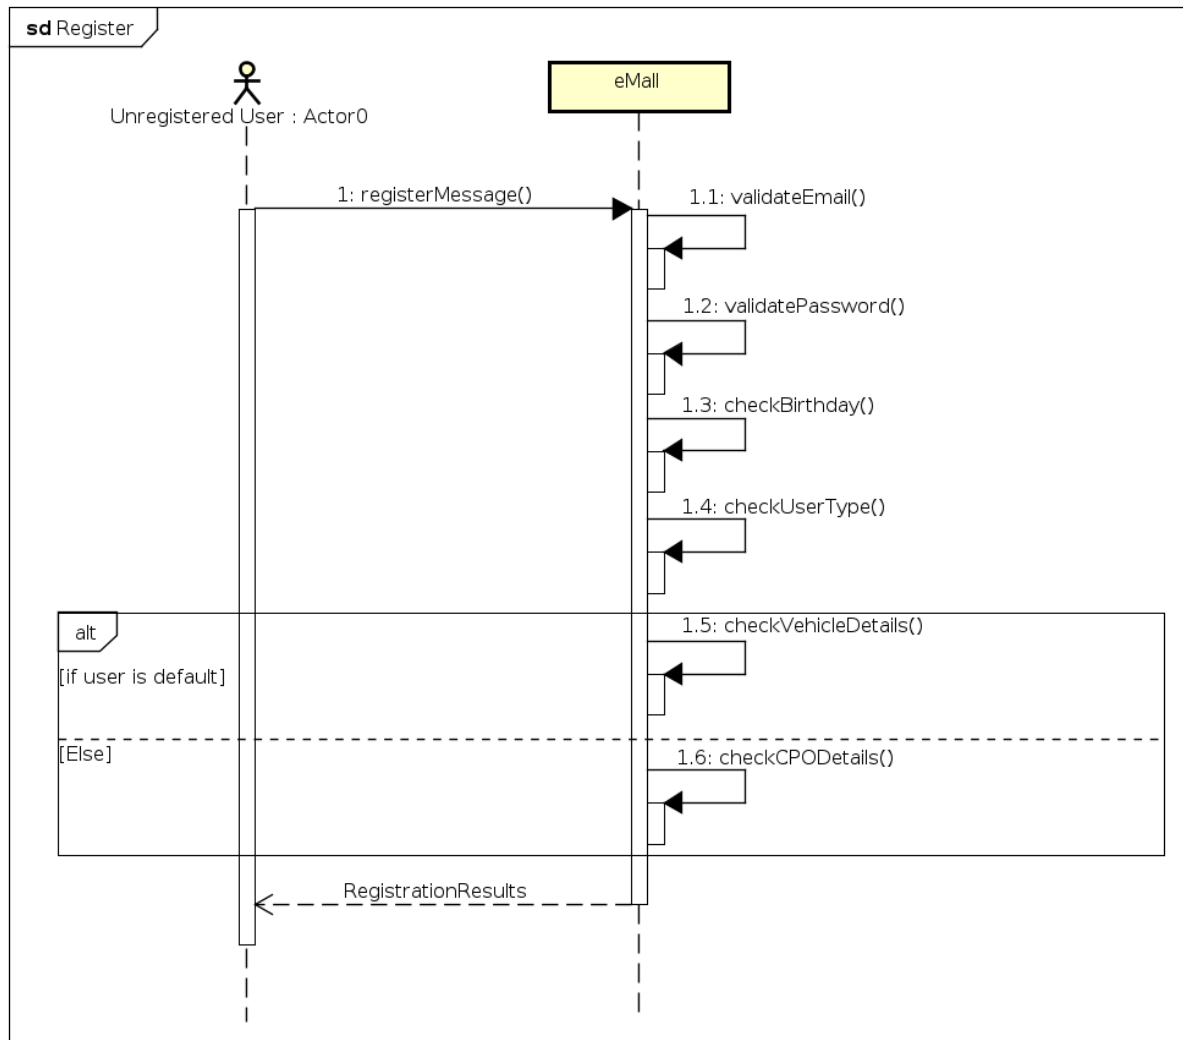 sd Register
Unregistered User : Actor0
eMall
1: registerMessage()
1.1: validateEmail()
1.2: validatePassword()
1.3: checkBirthday()
1.4: checkUserType()
alt
1.5: checkVehicleDetails()
[if user is default]
[Else]
1.6: checkCPODetails()
RegistrationResults